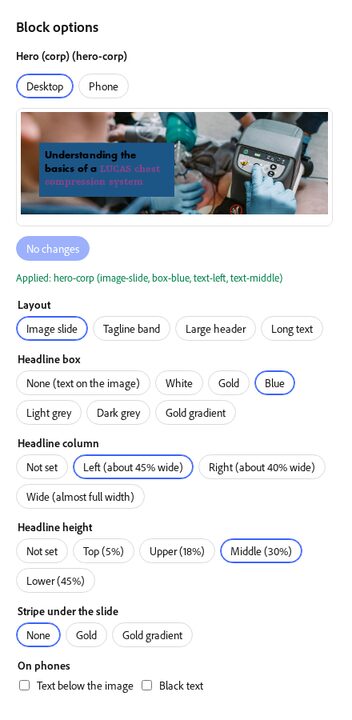 Block options
Hero (corp) (hero-corp)
Desktop Phone
Understanding the
basics of a LUCAS chest
compression system
No changes
Applied: hero-corp (image-slide, box-blue, text-left, text-middle)
Layout
Image slide Tagline band Large header Long text
Headline box
None (text on the image) White Gold Blue
Light grey Dark grey Gold gradient
Headline column
Not set Left (about 45% wide) Right (about 40% wide)
Wide (almost full width)
Headline height
Not set Top (5%) Upper (18%) Middle (30%)
Lower (45%)
Stripe under the slide
None Gold Gold gradient
On phones
Text below the image Black text